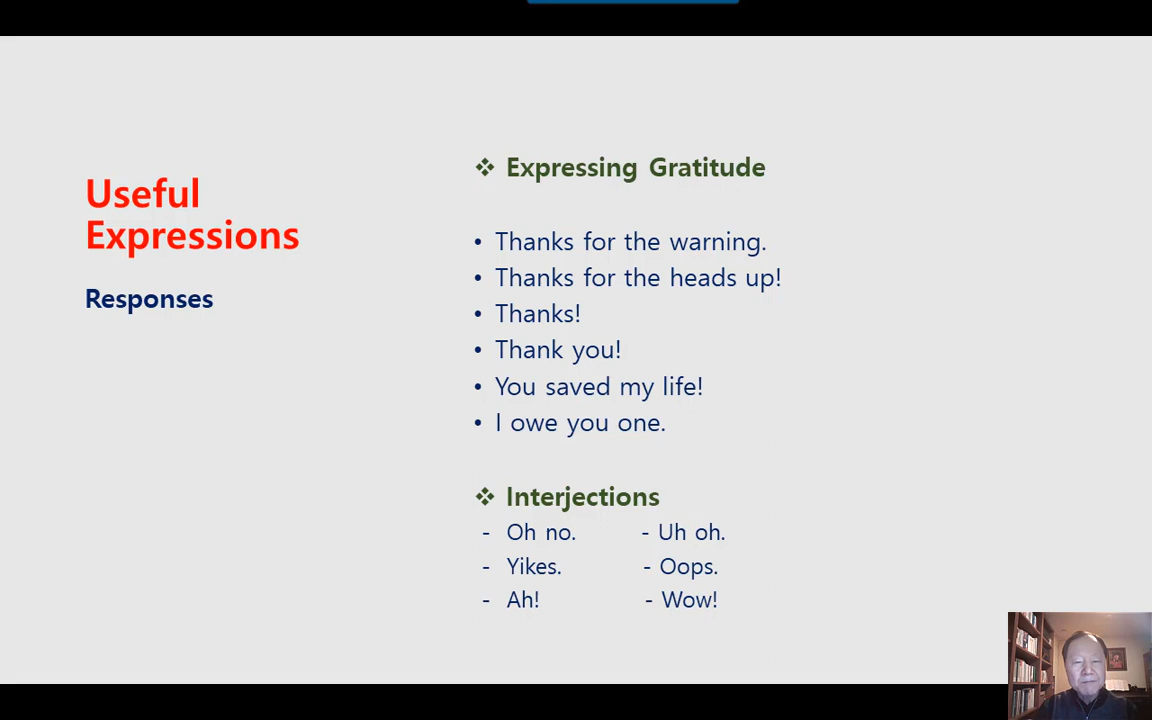 Useful
Expressions
Responses
❖ Expressing Gratitude
• Thanks for the warning.
• Thanks for the heads up!
• Thanks!
• Thank you!
• You saved my life!
• I owe you one.
❖ Interjections
- Oh no. - Uh oh.
- Yikes. - Oops.
- Ah! - Wow!